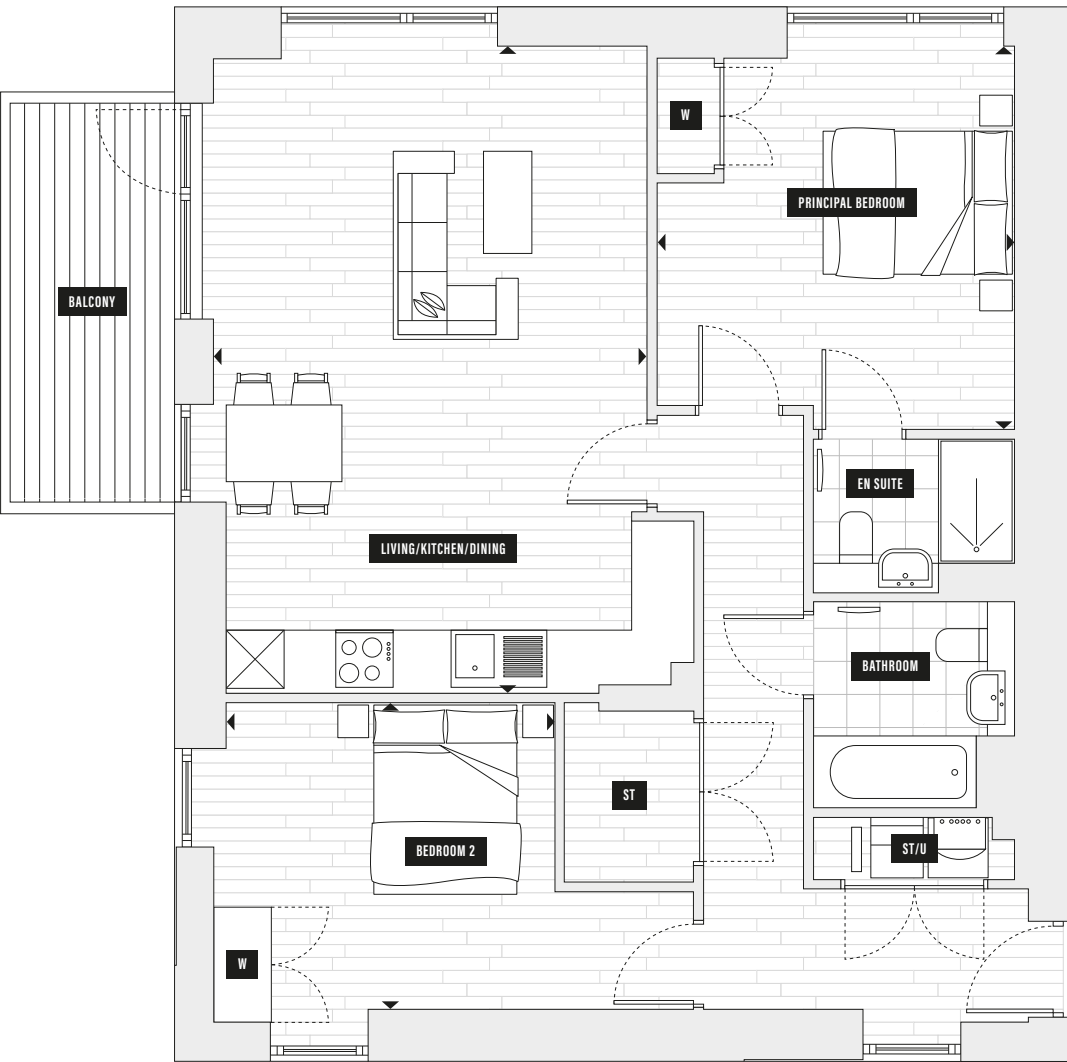 W
PRINCIPAL BEDROOM
BALCONY
EN SUITE
LIVING/KITCHEN/DINING
BATHROOM
ST
BEDROOM 2
ST/U
W